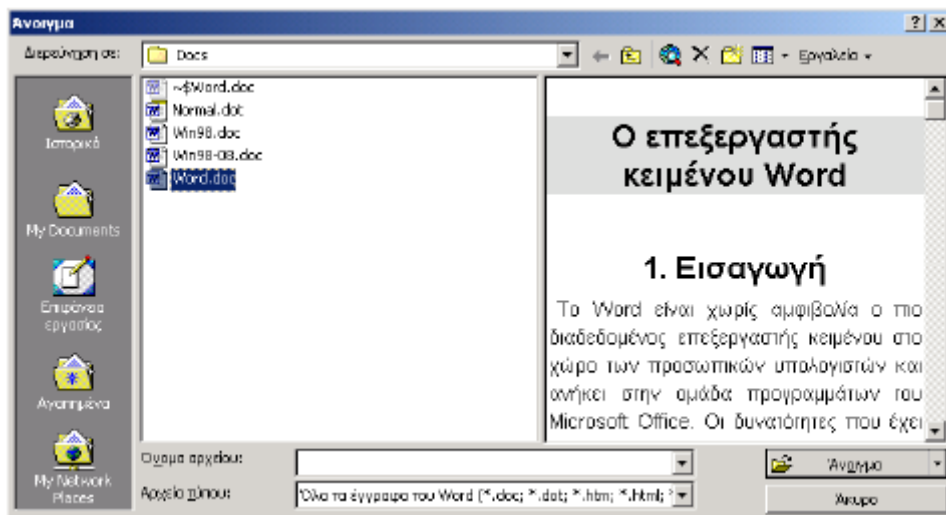 Άνοιγμα
Διερεύνηση σε: Docs Εργαλεία
~$Word.doc
Normal.dot
Win98.doc
Win98-08.doc
Word.doc
Ιστορικό
My Documents
Επιφάνεια
εργασίας
Αγαπημένα
My Network
Places
Ο επεξεργαστής
κειμένου Word
1. Εισαγωγή
Το Word είναι χωρίς αμφιβολία ο πιο
διαδεδομένος επεξεργαστής κειμένου στο
χώρο των προσωπικών υπολογιστών και
ανήκει στην ομάδα προγραμμάτων του
Microsoft Office. Οι δυνατότητες που έχει
Όνομα αρχείου: Άνοιγμα
Αρχεία τύπου: Όλα τα έγγραφα του Word (*.doc; *.dot; *.htm; *.html; Άκυρο